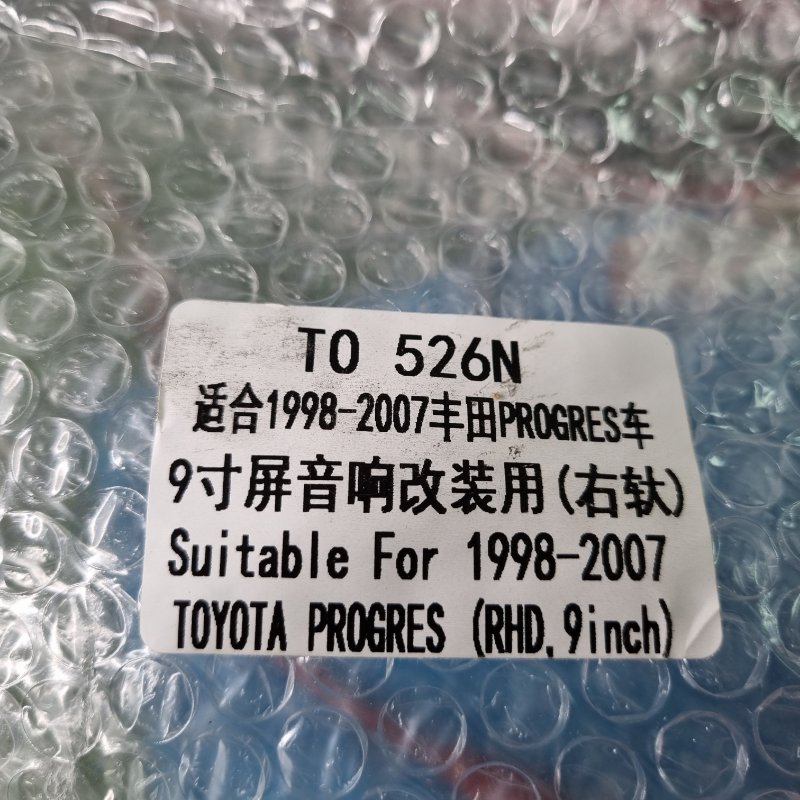 TO 526N
适合1998-2007丰田PROGRES车
9寸屏音响改装用(右软)
Suitable For 1998-2007
TOYOTA PROGRES (RHD,9inch)